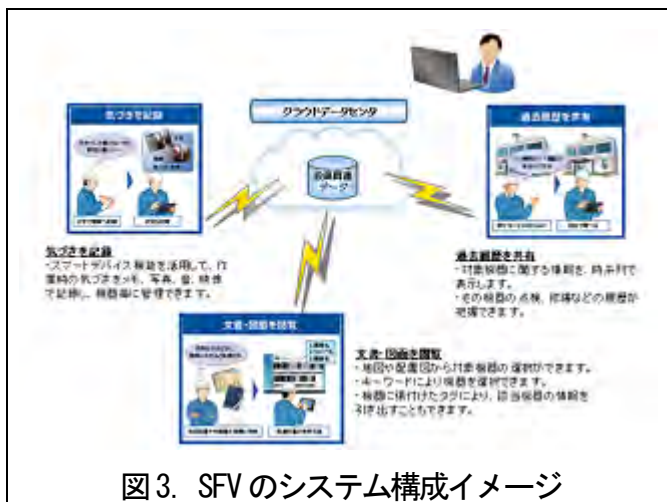 クラウドデータセンタ
設備関連
データ
気づきを記録
過去履歴を共有
気づきを記録
・スマートデバイス機能を活用して、作
業時の気づきをメモ、写真、音、映像
で記録し、機器毎に管理できます。
過去履歴を共有
・対象機器に関する情報を、時系列で
表示します。
・その機器の点検、修繕などの履歴が
把握できます。
文書・図面を閲覧
文書・図面を閲覧
・地図や配置図から対象機器の選択ができます。
・キーワードにより機器を選択できます。
・機器に張付けたタグにより、該当機器の情報を
引き出すこともできます。
図3. SFVのシステム構成イメージ